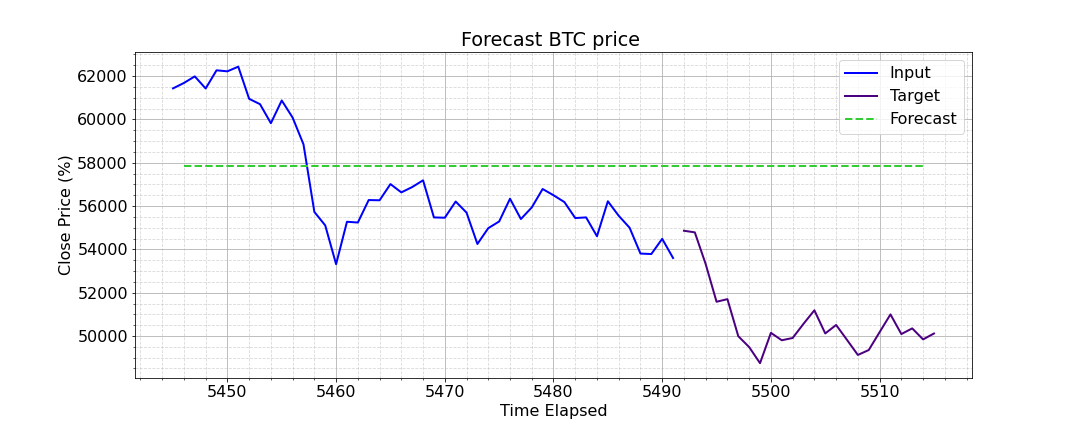 Forecast BTC price
Close Price (%)
62000
60000
58000
56000
54000
52000
50000
Input
Target
Forecast
5450 5460 5470 5480 5490 5500 5510
Time Elapsed